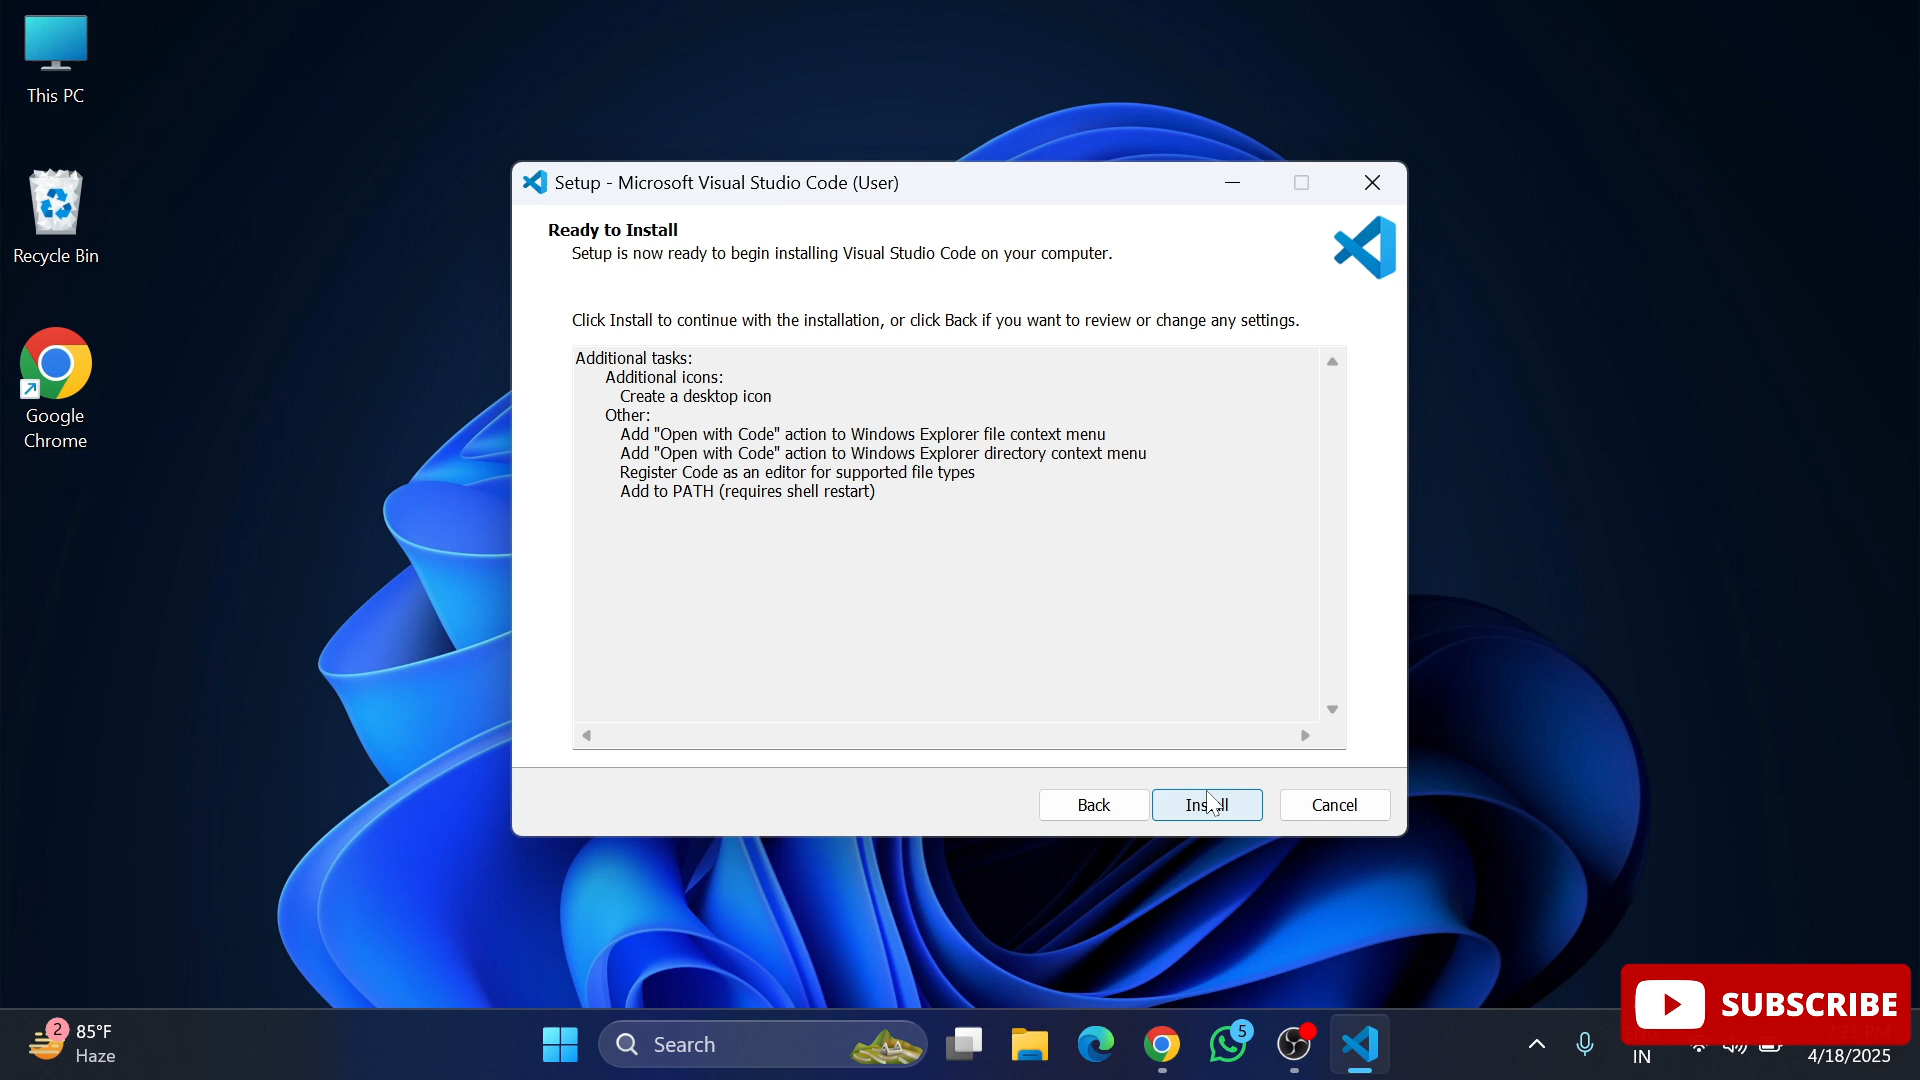 This PC
Recycle Bin
Google
Chrome
Setup - Microsoft Visual Studio Code (User)
Ready to Install
Setup is now ready to begin installing Visual Studio Code on your computer.
Click Install to continue with the installation, or click Back if you want to review or change any settings.
Additional tasks:
Additional icons:
Create a desktop icon
Other:
Add "Open with Code" action to Windows Explorer file context menu
Add "Open with Code" action to Windows Explorer directory context menu
Register Code as an editor for supported file types
Add to PATH (requires shell restart)
Back
Install
Cancel
SUBSCRIBE
2
85°F
Haze
Search
5
IN
4/18/2025